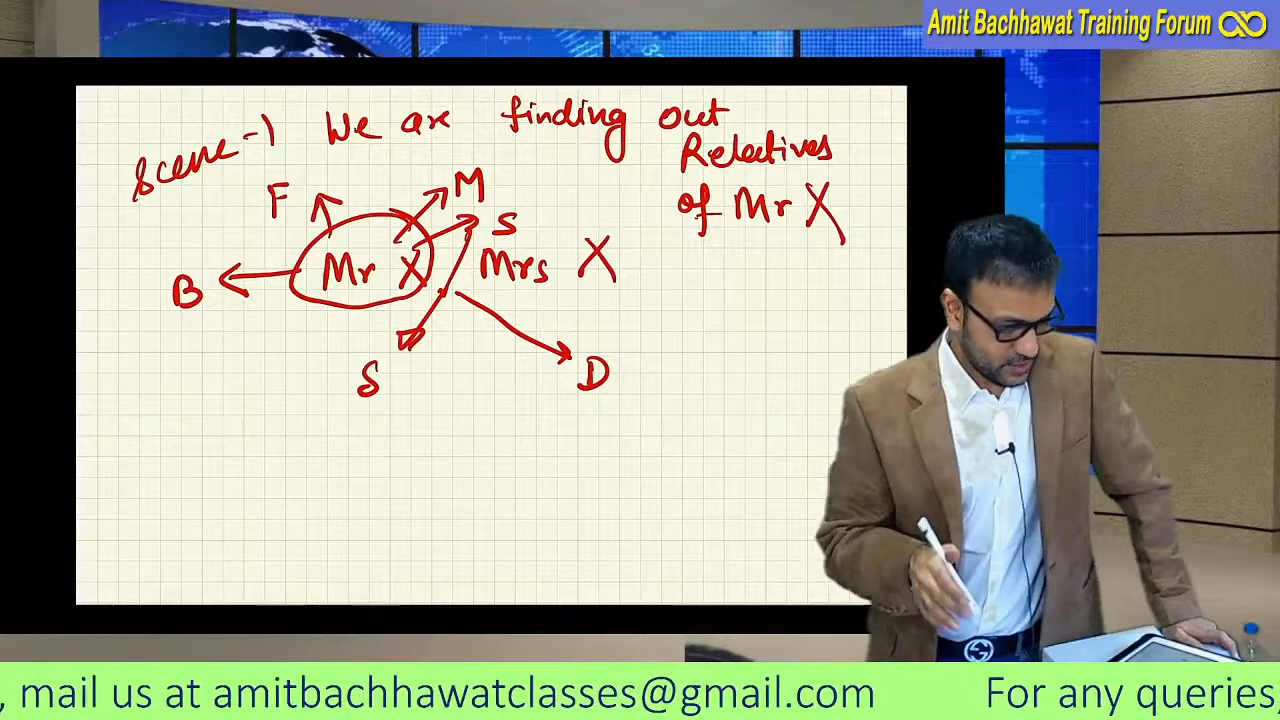 Amit Bachhawat Training Forum
Scene-1 We are finding out
Relatives
of Mr X
F
M
S
B
Mr X
Mrs X
S
D
, mail us at amitbachhawatclasses@gmail.com For any queries,